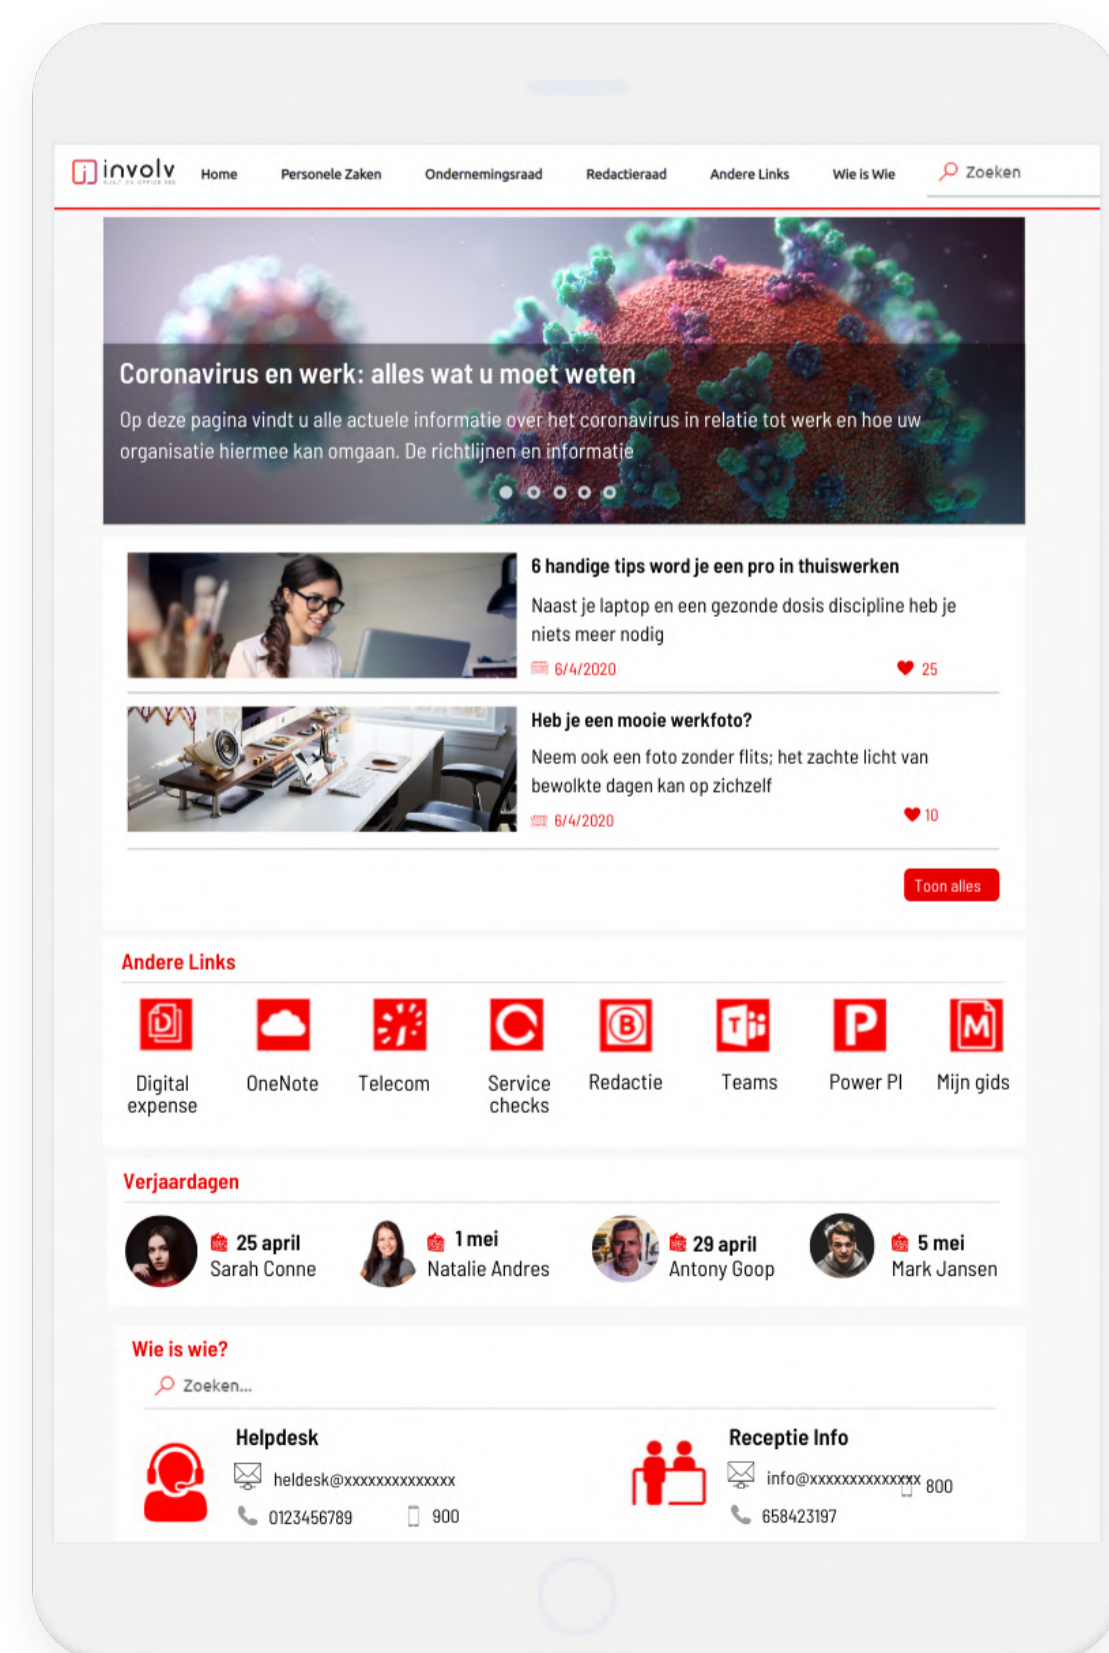 involv
BUILT ON OFFICE 365
Home
Personele Zaken
Ondernemingsraad
Redactieraad
Andere Links
Wie is Wie
Zoeken
Coronavirus en werk: alles wat u moet weten
Op deze pagina vindt u alle actuele informatie over het coronavirus in relatie tot werk en hoe uw
organisatie hiermee kan omgaan. De richtlijnen en informatie
6 handige tips word je een pro in thuiswerken
Naast je laptop en een gezonde dosis discipline heb je
niets meer nodig
6/4/2020
25
Heb je een mooie werkfoto?
Neem ook een foto zonder flits; het zachte licht van
bewolkte dagen kan op zichzelf
6/4/2020
10
Toon alles
Andere Links
D
C
B
T
P
M
Digital
expense
OneNote
Telecom
Service
checks
Redactie
Teams
Power PI
Mijn gids
Verjaardagen
25 april
Sarah Conne
1 mei
Natalie Andres
29 april
Antony Goop
5 mei
Mark Jansen
Wie is wie?
Zoeken...
Helpdesk
heldesk@xxxxxxxxxxxxxx
0123456789
900
Receptie Info
info@xxxxxxxxxxxxxx
800
658423197